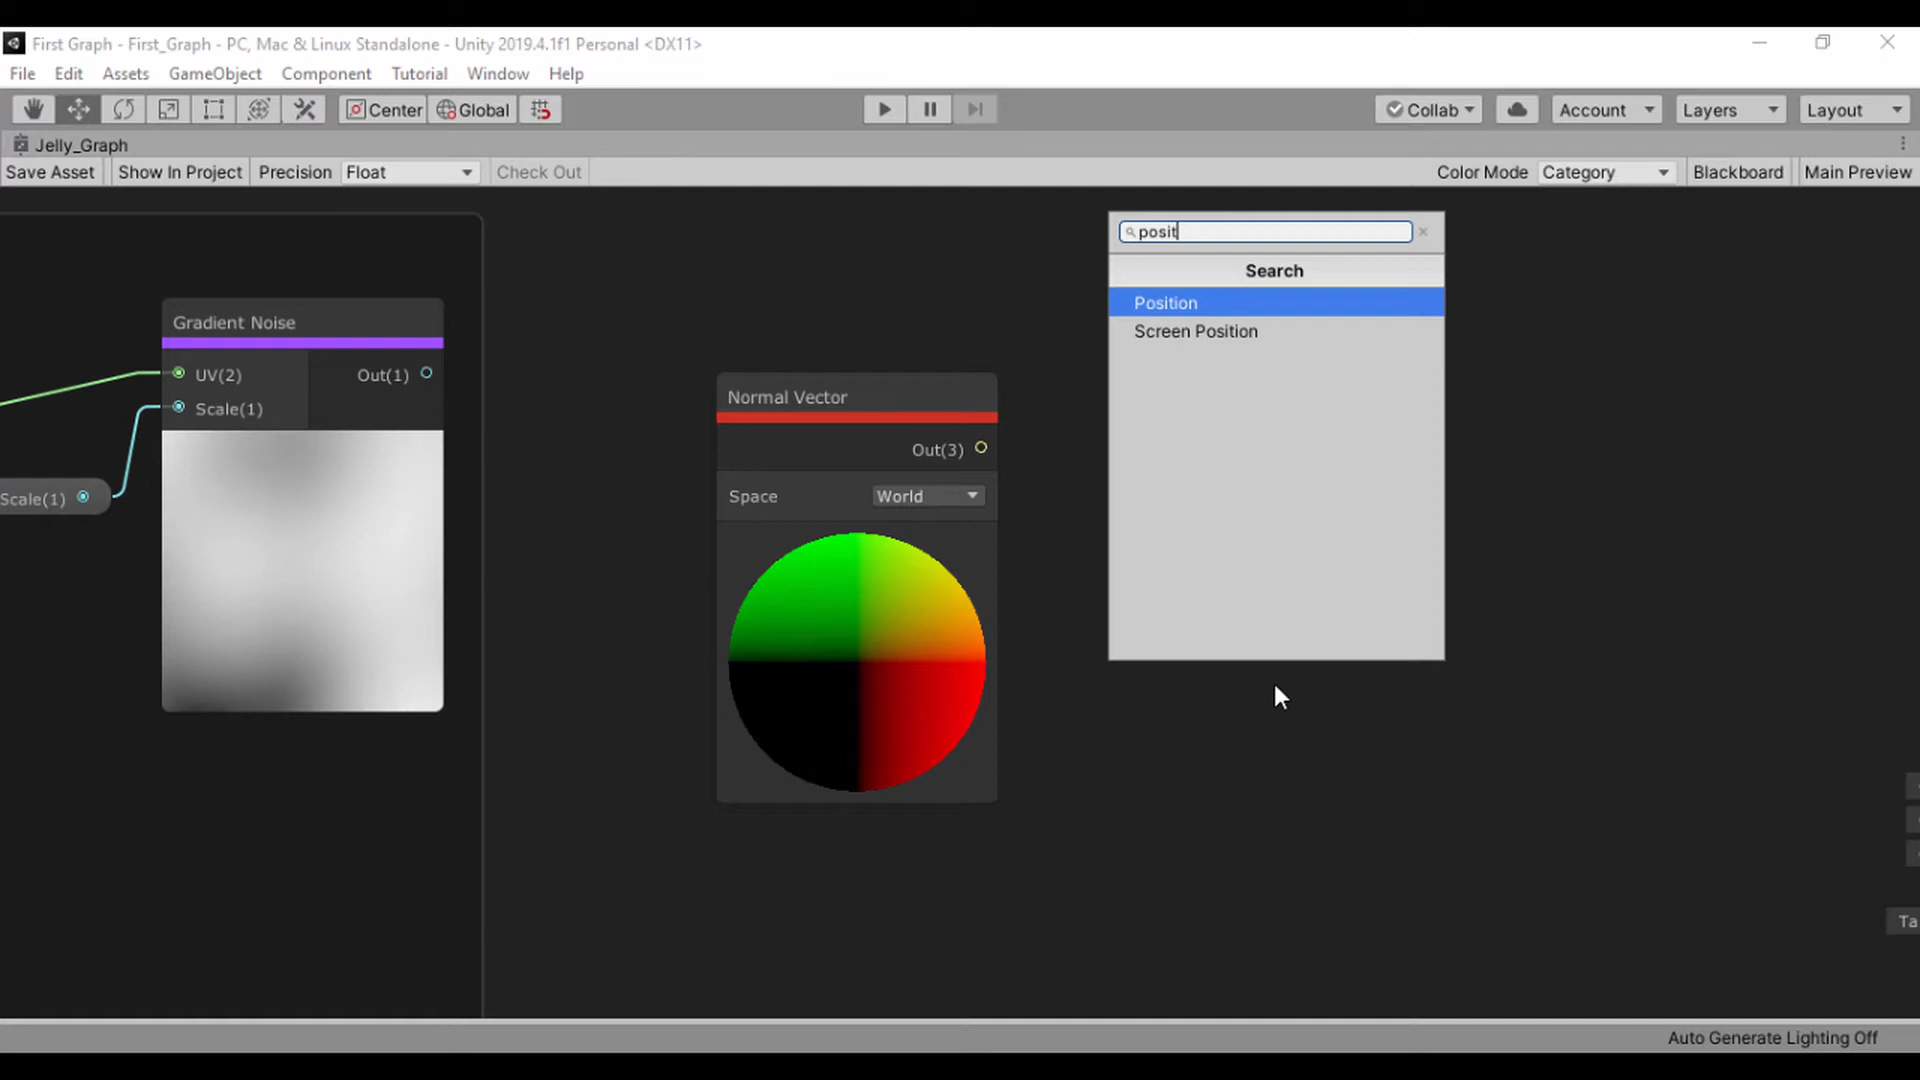 First Graph - First_Graph - PC, Mac & Linux Standalone - Unity 2019.4.1f1 Personal <DX11>
File Edit Assets GameObject Component Tutorial Window Help
Center Global Collab Account Layers Layout
Jelly_Graph
Save Asset Show In Project Precision Float Check Out Color Mode Category Blackboard Main Preview
posit
Search
Position
Screen Position
Gradient Noise
UV(2) Out(1)
Scale(1)
Scale(1)
Normal Vector
Out(3)
Space World
Ta
Auto Generate Lighting Off